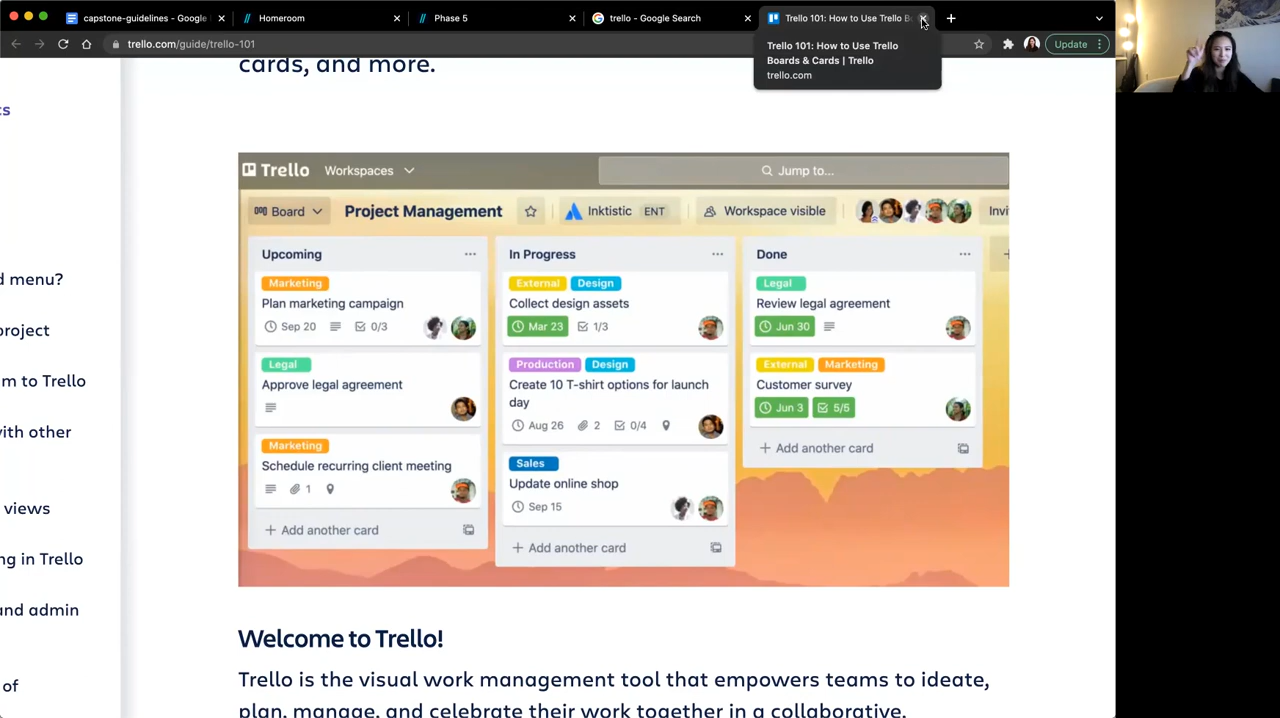 capstone-guidelines - Google
Homeroom
Phase 5
trello - Google Search
Trello 101: How to Use Trello B
trello.com/guide/trello-101
Update
Trello 101: How to Use Trello
Boards & Cards | Trello
trello.com
cards, and more.
d menu?
project
m to Trello
with other
views
ng in Trello
and admin
of
Trello
Workspaces
Jump to...
Board
Project Management
Inktistic
ENT
Workspace visible
Upcoming
Marketing
Plan marketing campaign
Sep 20
0/3
Legal
Approve legal agreement
Marketing
Schedule recurring client meeting
1
+ Add another card
In Progress
External
Design
Collect design assets
Mar 23
1/3
Production
Design
Create 10 T-shirt options for launch
day
Aug 26
2
0/4
Sales
Update online shop
Sep 15
+ Add another card
Done
Legal
Review legal agreement
Jun 30
External
Marketing
Customer survey
Jun 3
5/5
+ Add another card
Welcome to Trello!
Trello is the visual work management tool that empowers teams to ideate,
plan, manage, and celebrate their work together in a collaborative,